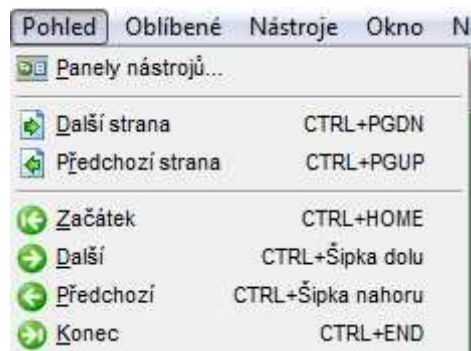 Pohled Oblíbené Nástroje Okno N
Panely nástrojů...
Další strana CTRL+PGDN
Předchozí strana CTRL+PGUP
Začátek CTRL+HOME
Další CTRL+Šipka dolu
Předchozí CTRL+Šipka nahoru
Konec CTRL+END